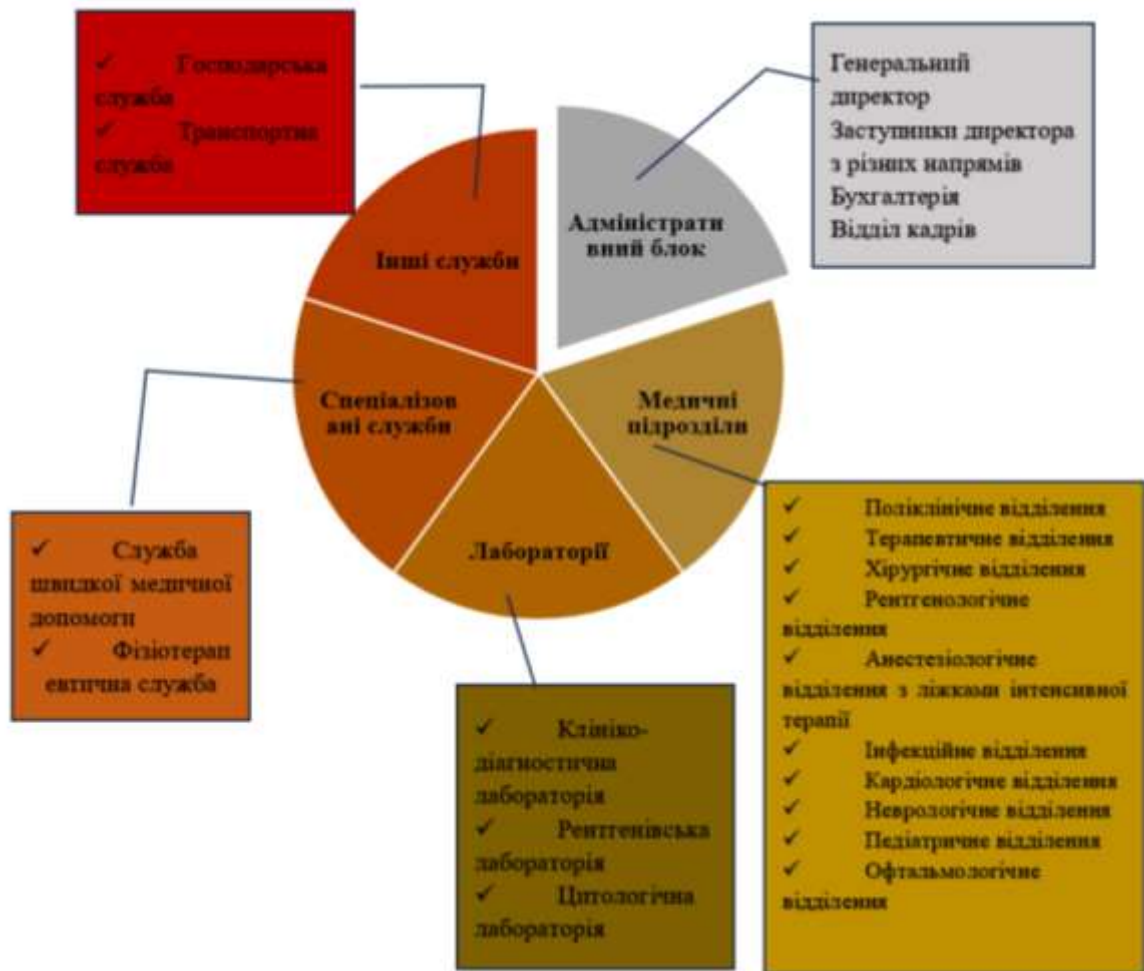 ✓ Господарська
служба
✓ Транспортна
служба
Генеральний
директор
Заступники директора
з різних напрямів
Бухгалтерія
Відділ кадрів
Адміністрати
вний блок
Інші служби
Спеціалізов
ані служби
Медичні
підрозділи
Лабораторії
✓ Служба
швидкої медичної
допомоги
✓ Фізіотерап
евтична служба
✓ Клініко-
діагностична
лабораторія
✓ Рентгенівська
лабораторія
✓ Цитологічна
лабораторія
✓ Поліклінічне відділення
✓ Терапевтичне відділення
✓ Хірургічне відділення
✓ Рентгенологічне
відділення
✓ Анестезіологічне
відділення з ліжками інтенсивної
терапії
✓ Інфекційне відділення
✓ Кардіологічне відділення
✓ Неврологічне відділення
✓ Педіатричне відділення
✓ Офтальмологічне
відділення